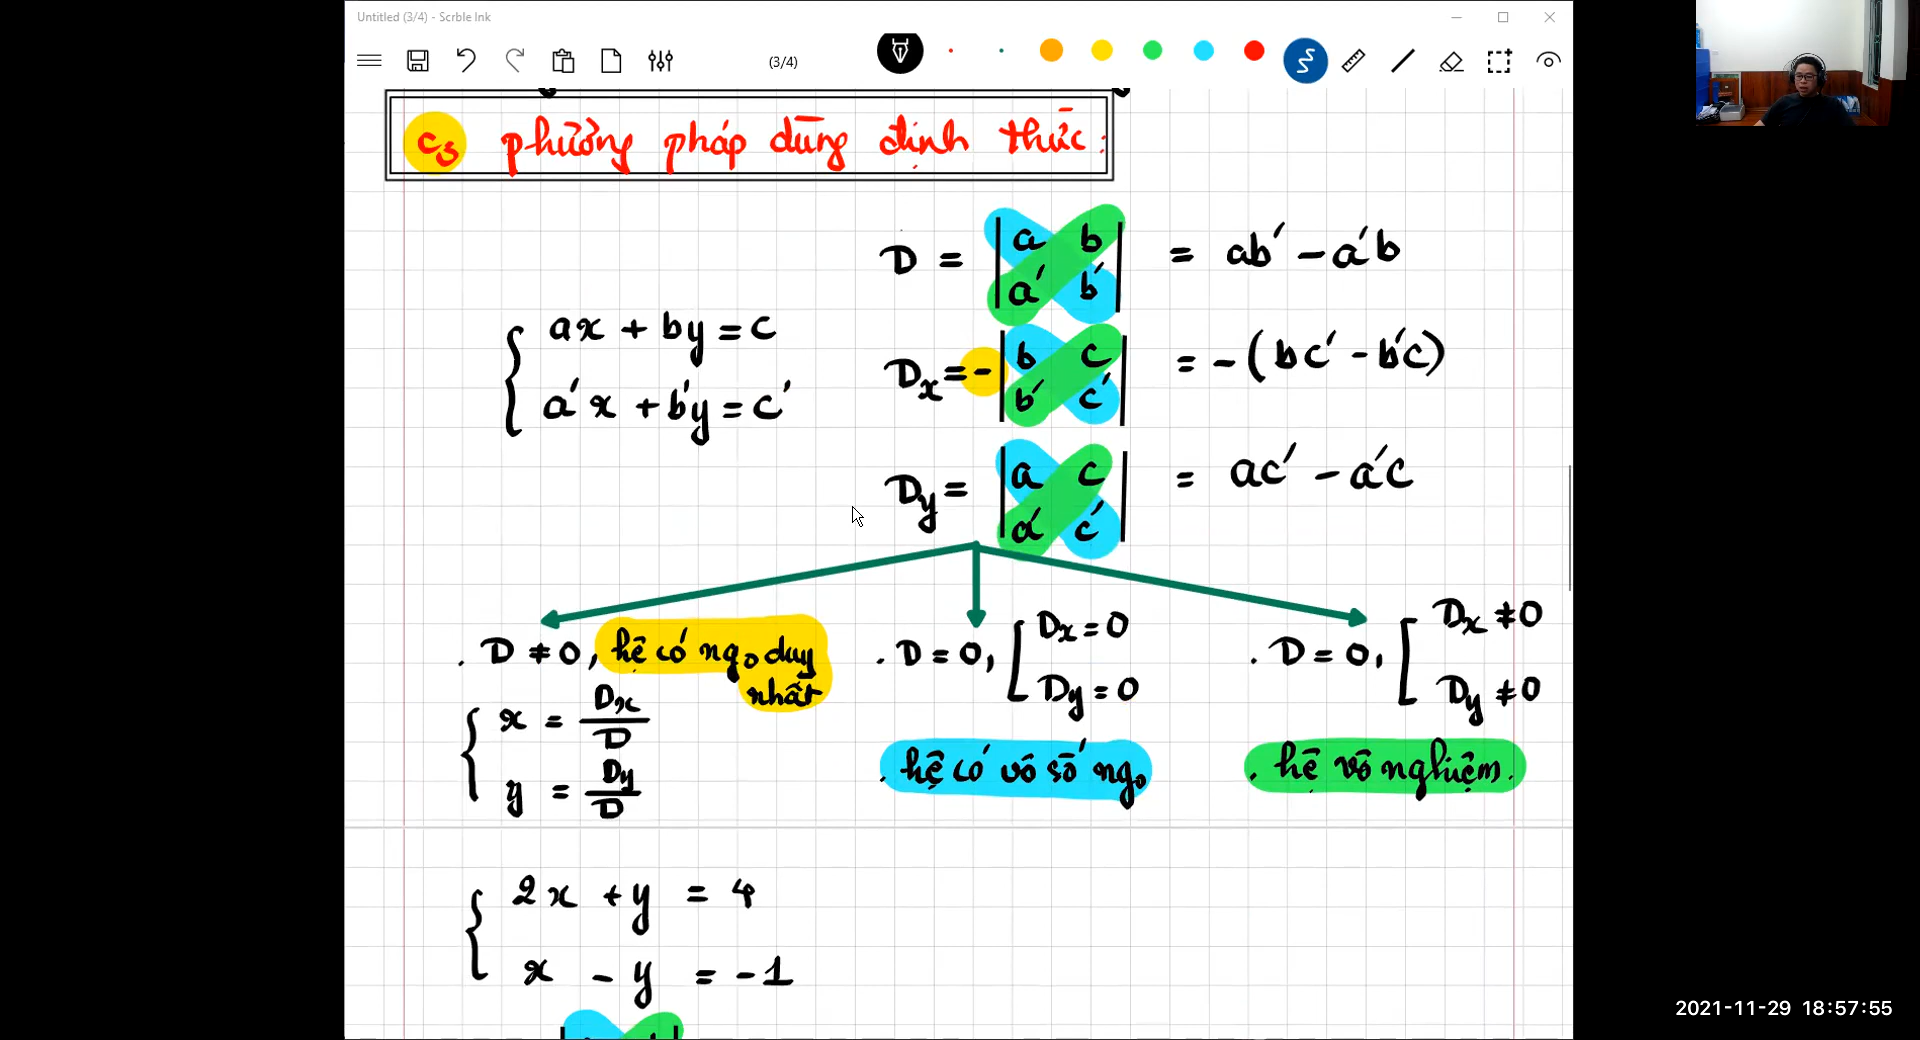 Untitled (3/4) - Scrble Ink
(3/4)
C3 phương pháp dùng định thức:
D = | a b | = ab' - a'b
| a' b' |
{ ax + by = c
a'x + b'y = c'
Dx = - | b c | = -(bc' - b'c)
| b' c' |
Dy = | a c | = ac' - a'c
| a' c' |
. D ≠ 0, hệ có ngo duy nhất
{ x = Dx/D
y = Dy/D
. D = 0, [ Dx = 0
Dy = 0
. hệ có vô số ngo
. D = 0, [ Dx ≠ 0
Dy ≠ 0
. hệ vô nghiệm.
{ 2x + y = 4
x - y = -1
2021-11-29 18:57:55